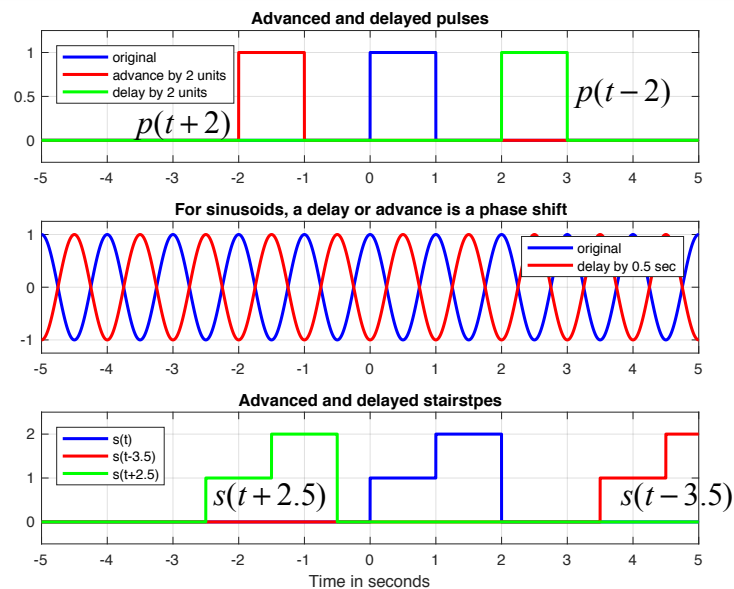 Advanced and delayed pulses
1
0.5
0
original
advance by 2 units
delay by 2 units
p(t+2)
p(t−2)
-5 -4 -3 -2 -1 0 1 2 3 4 5
For sinusoids, a delay or advance is a phase shift
1
0
-1
original
delay by 0.5 sec
-5 -4 -3 -2 -1 0 1 2 3 4 5
Advanced and delayed stairstpes
2
1
0
s(t)
s(t-3.5)
s(t+2.5)
s(t+2.5)
s(t−3.5)
-5 -4 -3 -2 -1 0 1 2 3 4 5
Time in seconds